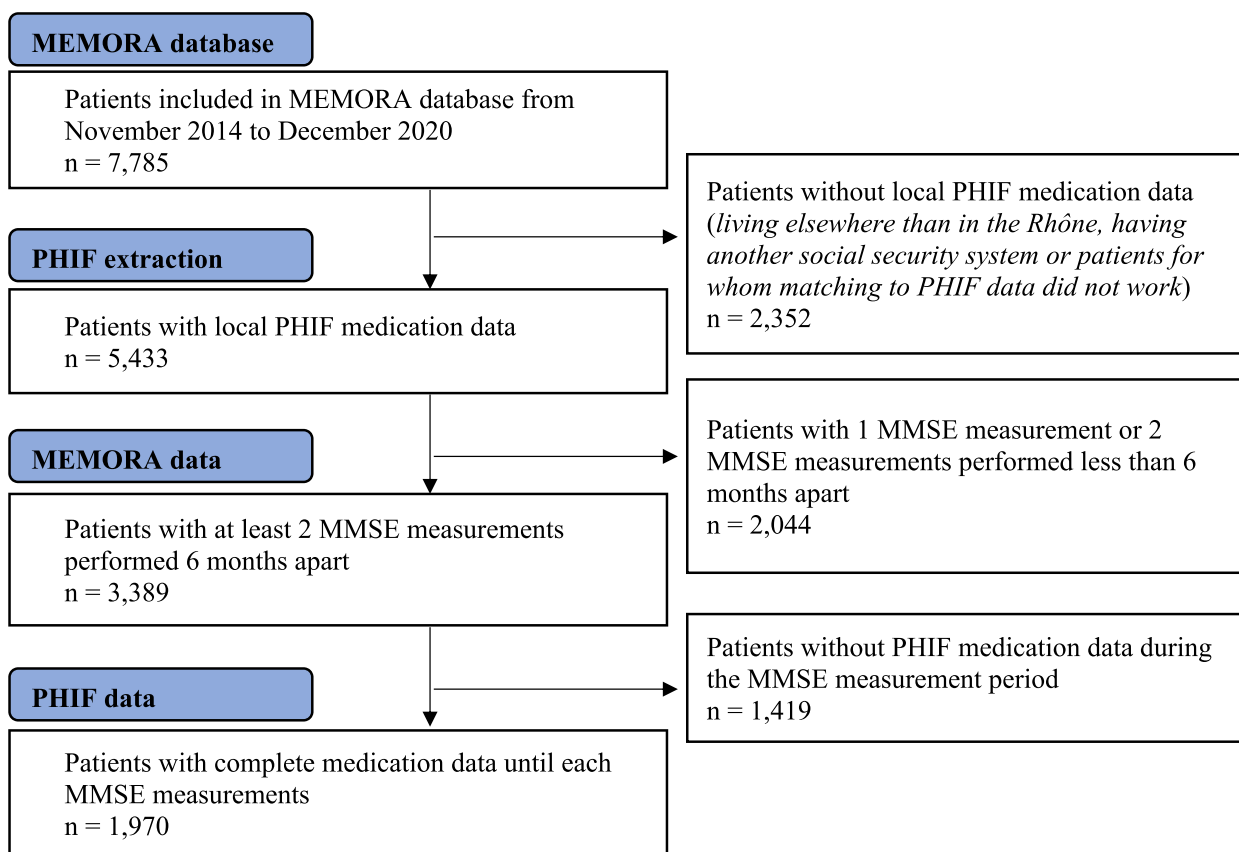 MEMORA database
Patients included in MEMORA database from
November 2014 to December 2020
n = 7,785
Patients without local PHIF medication data
(living elsewhere than in the Rhône, having
another social security system or patients for
whom matching to PHIF data did not work)
n = 2,352
PHIF extraction
Patients with local PHIF medication data
n = 5,433
Patients with 1 MMSE measurement or 2
MMSE measurements performed less than 6
months apart
n = 2,044
MEMORA data
Patients with at least 2 MMSE measurements
performed 6 months apart
n = 3,389
Patients without PHIF medication data during
the MMSE measurement period
n = 1,419
PHIF data
Patients with complete medication data until each
MMSE measurements
n = 1,970